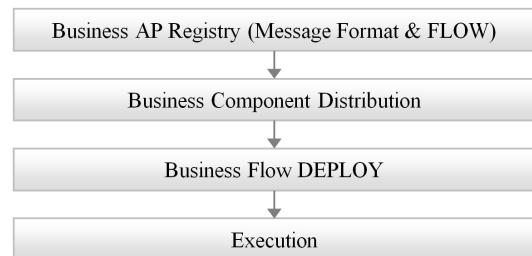 Business AP Registry (Message Format & FLOW)
Business Component Distribution
Business Flow DEPLOY
Execution